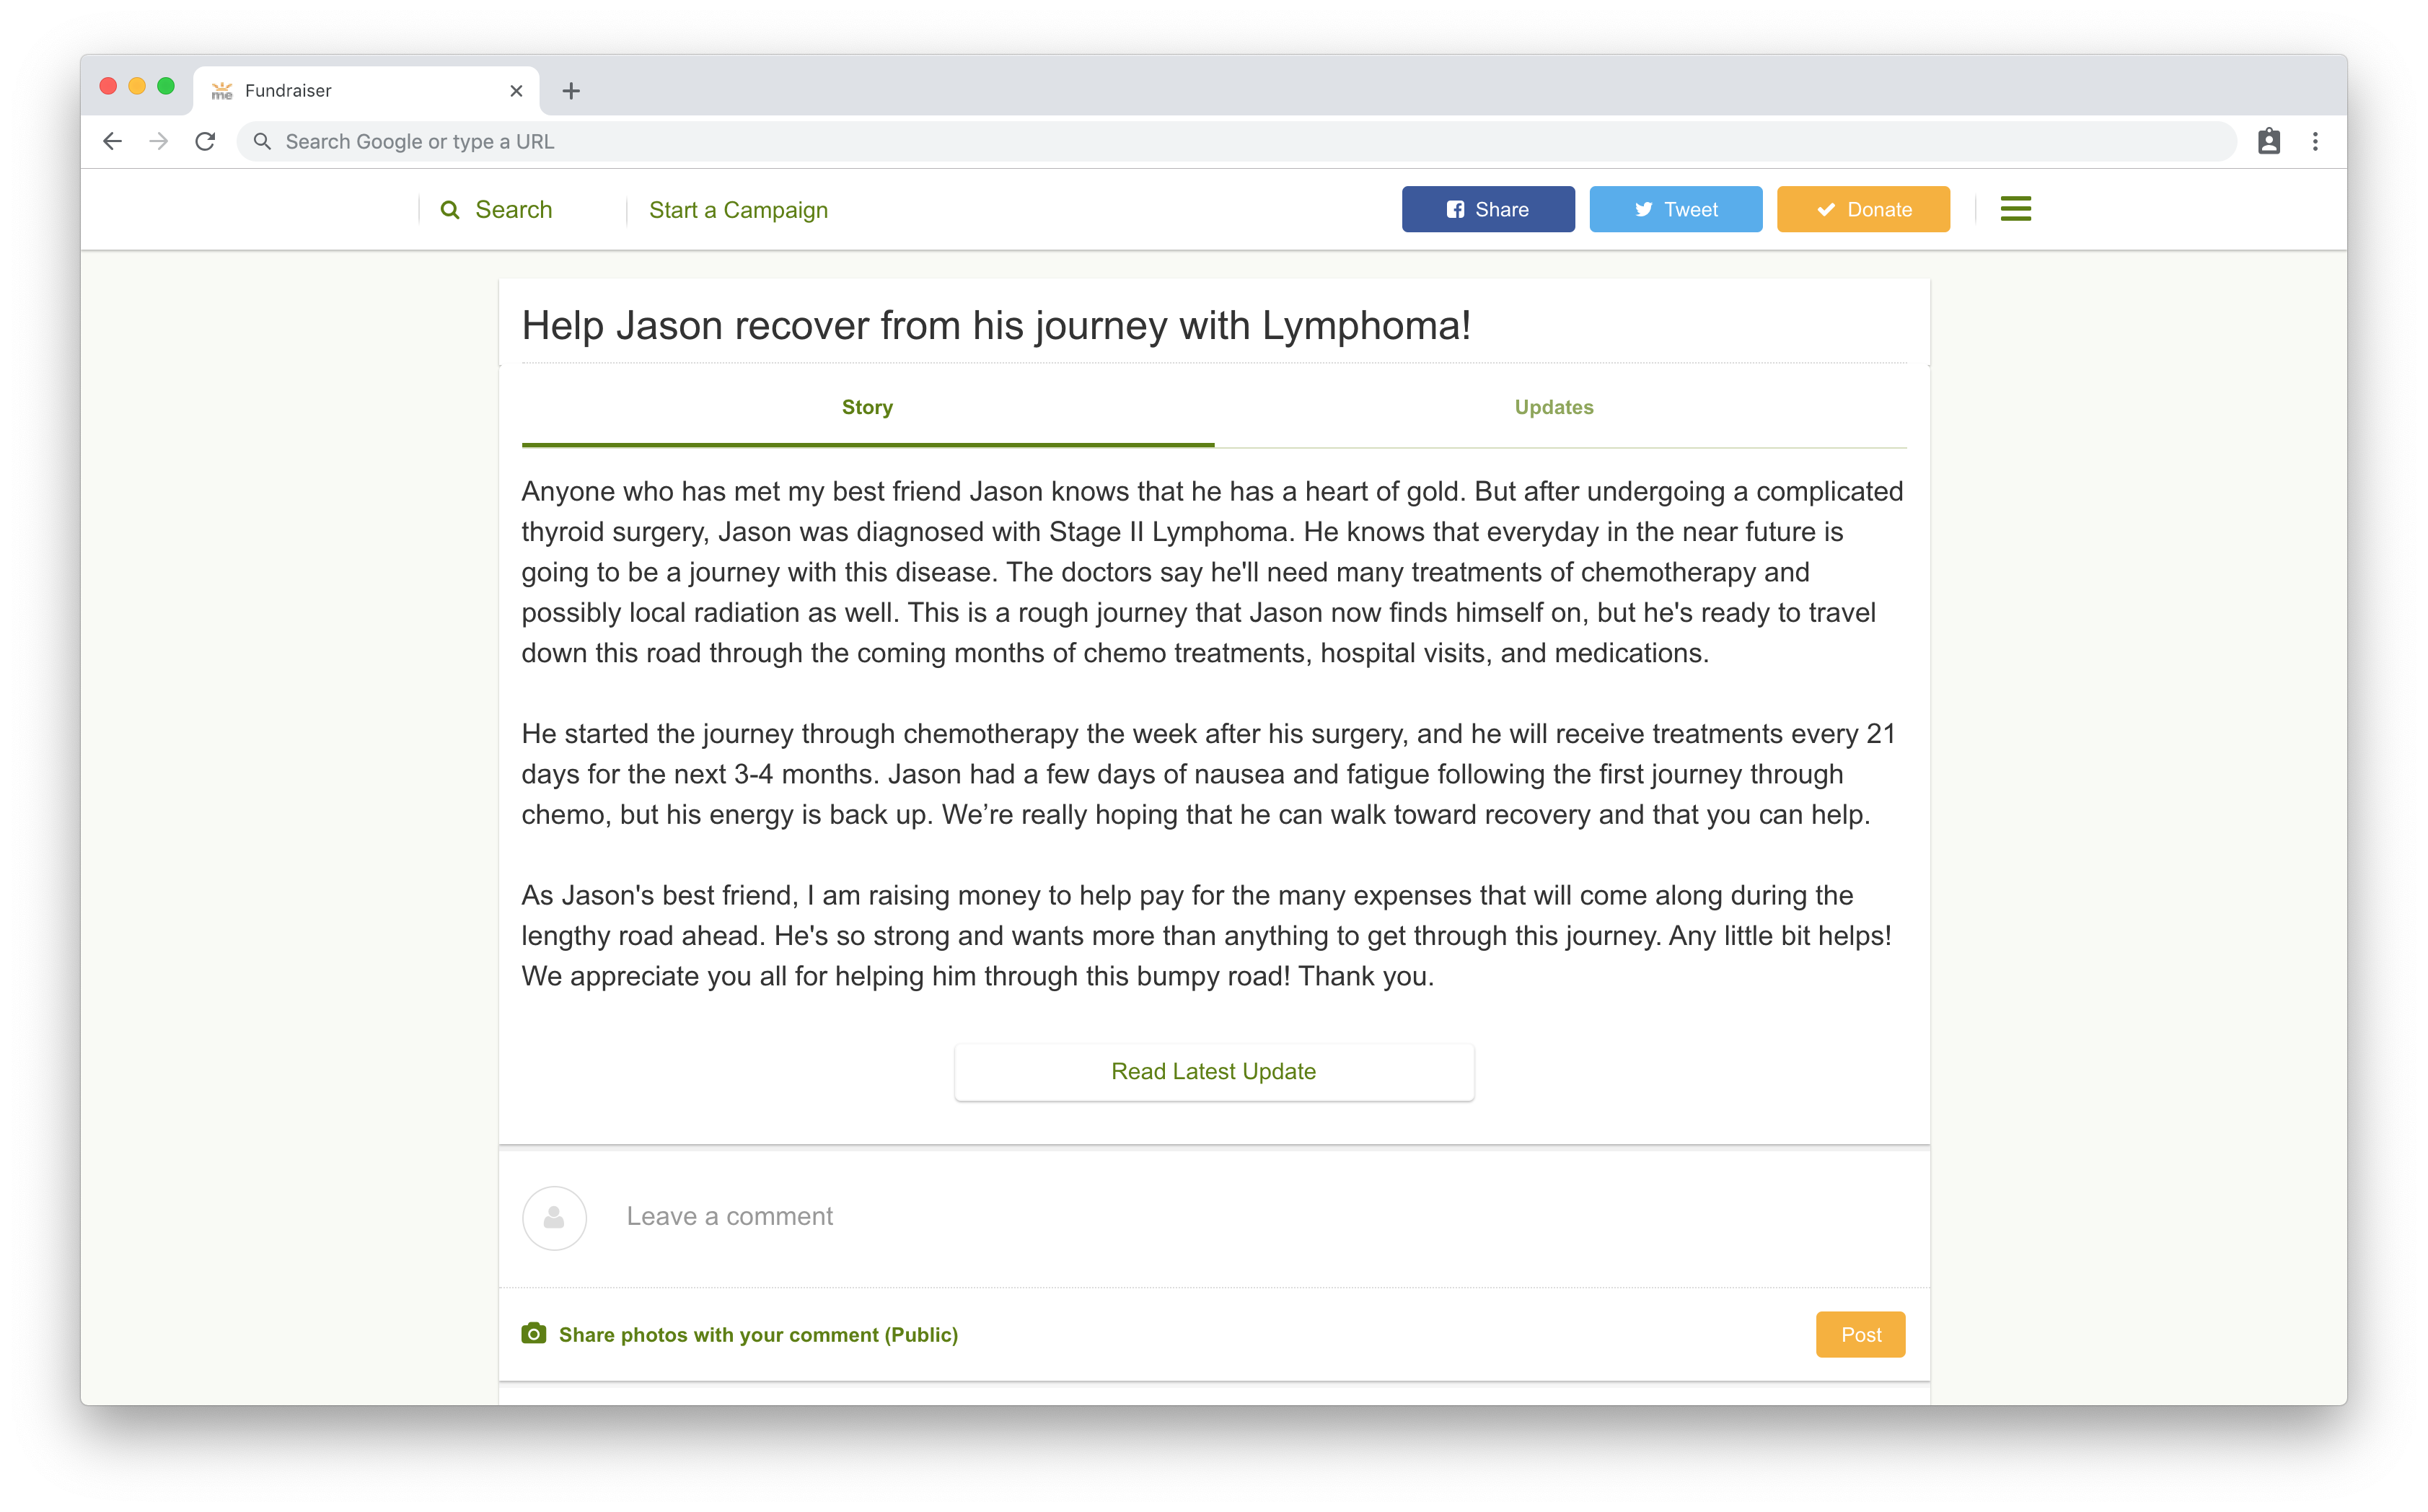 me Fundraiser
Search Google or type a URL
Search Start a Campaign Share Tweet Donate
Help Jason recover from his journey with Lymphoma!
Story Updates
Anyone who has met my best friend Jason knows that he has a heart of gold. But after undergoing a complicated
thyroid surgery, Jason was diagnosed with Stage II Lymphoma. He knows that everyday in the near future is
going to be a journey with this disease. The doctors say he'll need many treatments of chemotherapy and
possibly local radiation as well. This is a rough journey that Jason now finds himself on, but he's ready to travel
down this road through the coming months of chemo treatments, hospital visits, and medications.
He started the journey through chemotherapy the week after his surgery, and he will receive treatments every 21
days for the next 3-4 months. Jason had a few days of nausea and fatigue following the first journey through
chemo, but his energy is back up. We’re really hoping that he can walk toward recovery and that you can help.
As Jason's best friend, I am raising money to help pay for the many expenses that will come along during the
lengthy road ahead. He's so strong and wants more than anything to get through this journey. Any little bit helps!
We appreciate you all for helping him through this bumpy road! Thank you.
Read Latest Update
Leave a comment
Share photos with your comment (Public) Post